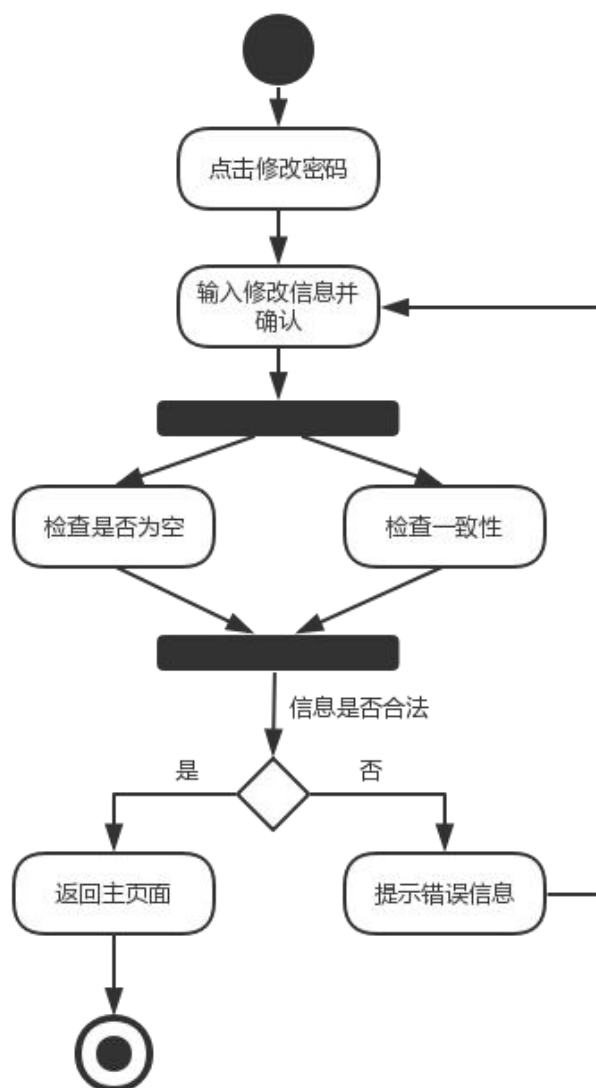 点击修改密码
输入修改信息并
确认
检查是否为空
检查一致性
信息是否合法
是
否
返回主页面
提示错误信息